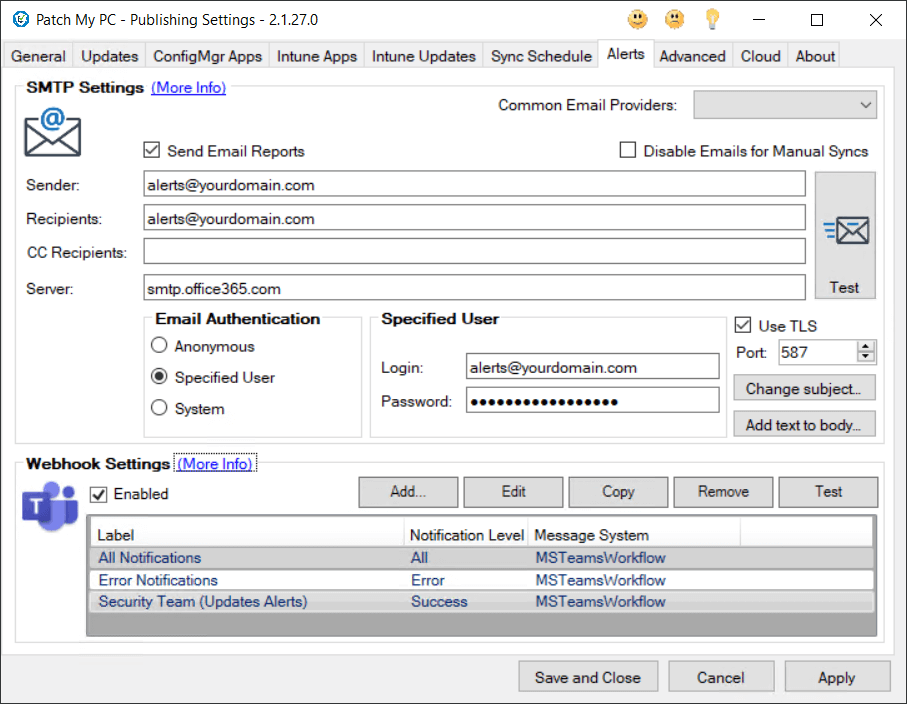 Patch My PC - Publishing Settings - 2.1.27.0
General Updates ConfigMgr Apps Intune Apps Intune Updates Sync Schedule Alerts Advanced Cloud About
SMTP Settings (More Info)
Common Email Providers:
Send Email Reports Disable Emails for Manual Syncs
Sender: alerts@yourdomain.com
Recipients: alerts@yourdomain.com
CC Recipients:
Server: smtp.office365.com
Test
Email Authentication
Anonymous
Specified User
System
Specified User
Login: alerts@yourdomain.com
Password: ●●●●●●●●●●●●●●●●●
Use TLS
Port: 587
Change subject...
Add text to body...
Webhook Settings (More Info)
Enabled
Add... Edit Copy Remove Test
Label Notification Level Message System
All Notifications All MSTeamsWorkflow
Error Notifications Error MSTeamsWorkflow
Security Team (Updates Alerts) Success MSTeamsWorkflow
Save and Close Cancel Apply